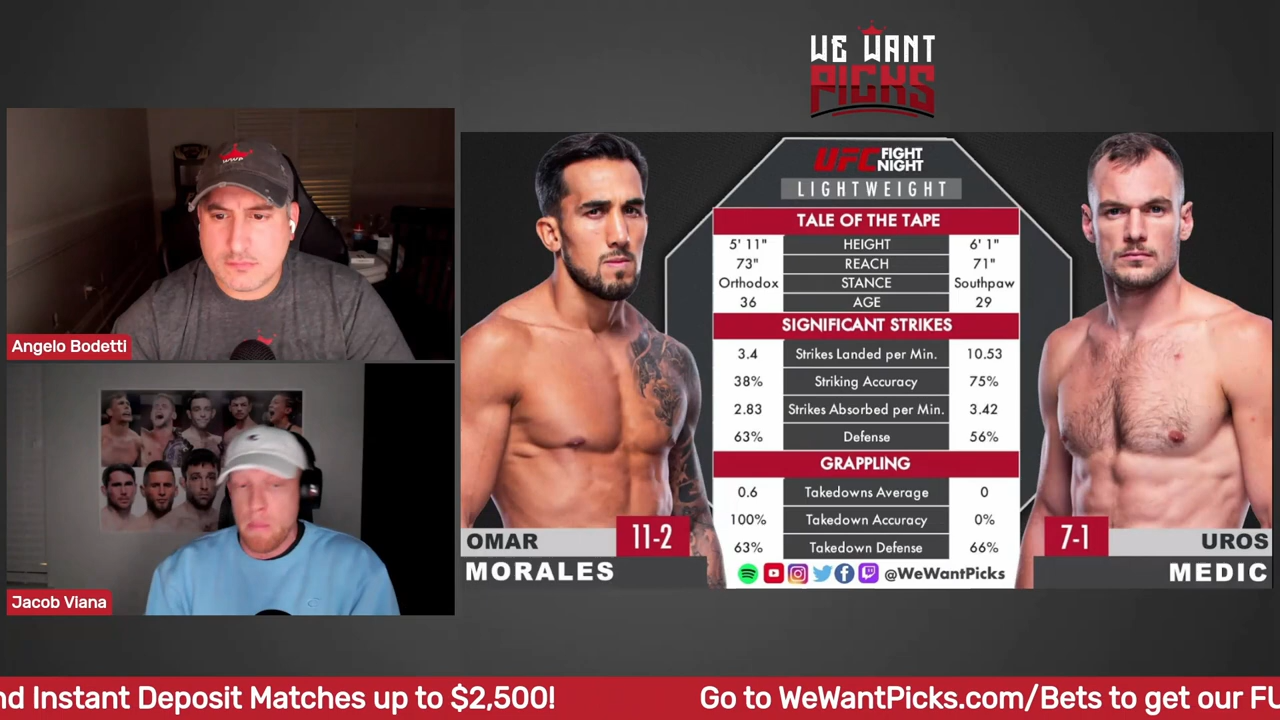 WE WANT
PICKS
Angelo Bodetti
Jacob Viana
UFC FIGHT
NIGHT
LIGHTWEIGHT
TALE OF THE TAPE
5' 11" HEIGHT 6' 1"
73" REACH 71"
Orthodox STANCE Southpaw
36 AGE 29
SIGNIFICANT STRIKES
3.4 Strikes Landed per Min. 10.53
38% Striking Accuracy 75%
2.83 Strikes Absorbed per Min. 3.42
63% Defense 56%
GRAPPLING
0.6 Takedowns Average 0
100% Takedown Accuracy 0%
63% Takedown Defense 66%
@WeWantPicks
OMAR 11-2
MORALES
7-1 UROS
MEDIC
nd Instant Deposit Matches up to $2,500! Go to WeWantPicks.com/Bets to get our FU